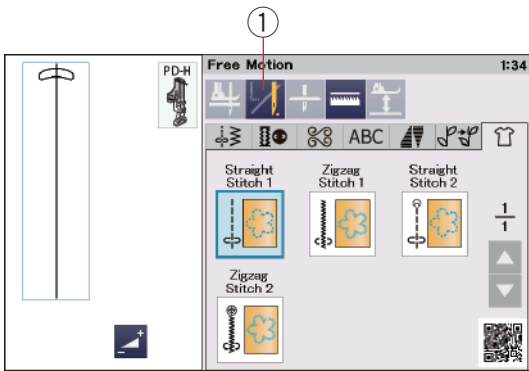 1
PD-H
Free Motion 1:34
ABC
Straight Stitch 1
Zigzag Stitch 1
Straight Stitch 2
1
1
Zigzag Stitch 2